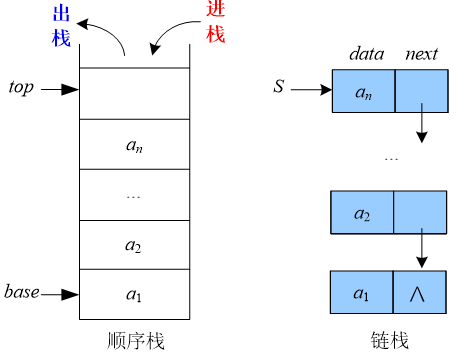 出栈
进栈
top
aₙ
...
a₂
base
a₁
顺序栈
data next
S
aₙ
...
a₂
a₁ ∧
链栈